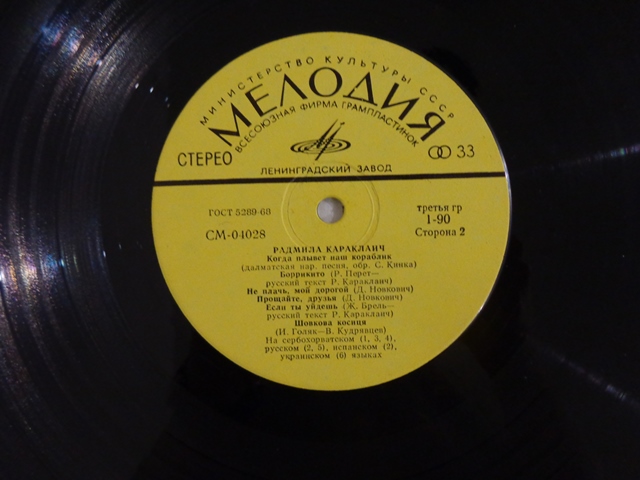 МИНИСТЕРСТВО КУЛЬТУРЫ СССР
МЕЛОДИЯ
ВСЕСОЮЗНАЯ ФИРМА ГРАМПЛАСТИНОК
СТЕРЕО
33
ЛЕНИНГРАДСКИЙ ЗАВОД
ГОСТ 5289-68
третья гр
СМ-04028
1-90
Сторона 2
РАДМИЛА КАРАКЛАИЧ
Когда плывет наш кораблик
(далматская нар. песня, обр. С. Кинка)
Боррикито (Р. Перет—
русский текст Р. Караклаич)
Не плачь, мой дорогой (Д. Новкович)
Прощайте, друзья (Д. Новкович)
Если ты уйдешь (Ж. Брель—
русский текст Р. Караклаич)
Шовкова косиця
(И. Голяк—В. Кудрявцев)
На сербохорватском (1, 3, 4),
русском (2, 5), испанском (2),
украинском (6) языках